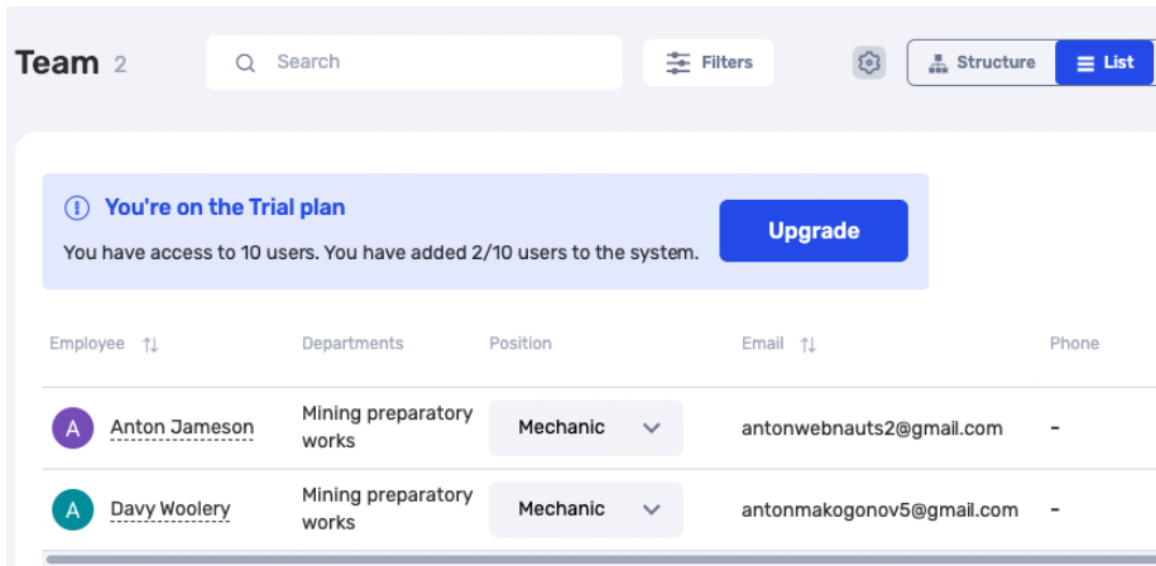 Team 2
Search
Filters
Structure
List
You're on the Trial plan
You have access to 10 users. You have added 2/10 users to the system.
Upgrade
Employee Departments Position Email Phone
A Anton Jameson Mining preparatory works Mechanic antonwebnauts2@gmail.com -
A Davy Woolery Mining preparatory works Mechanic antonmakogonov5@gmail.com -